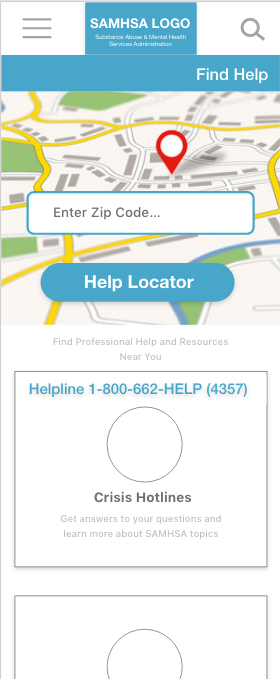 SAMHSA LOGO
Substance Abuse & Mental Health
Services Administration
Find Help
Enter Zip Code...
Help Locator
Find Professional Help and Resources
Near You
Helpline 1-800-662-HELP (4357)
Crisis Hotlines
Get answers to your questions and
learn more about SAMHSA topics